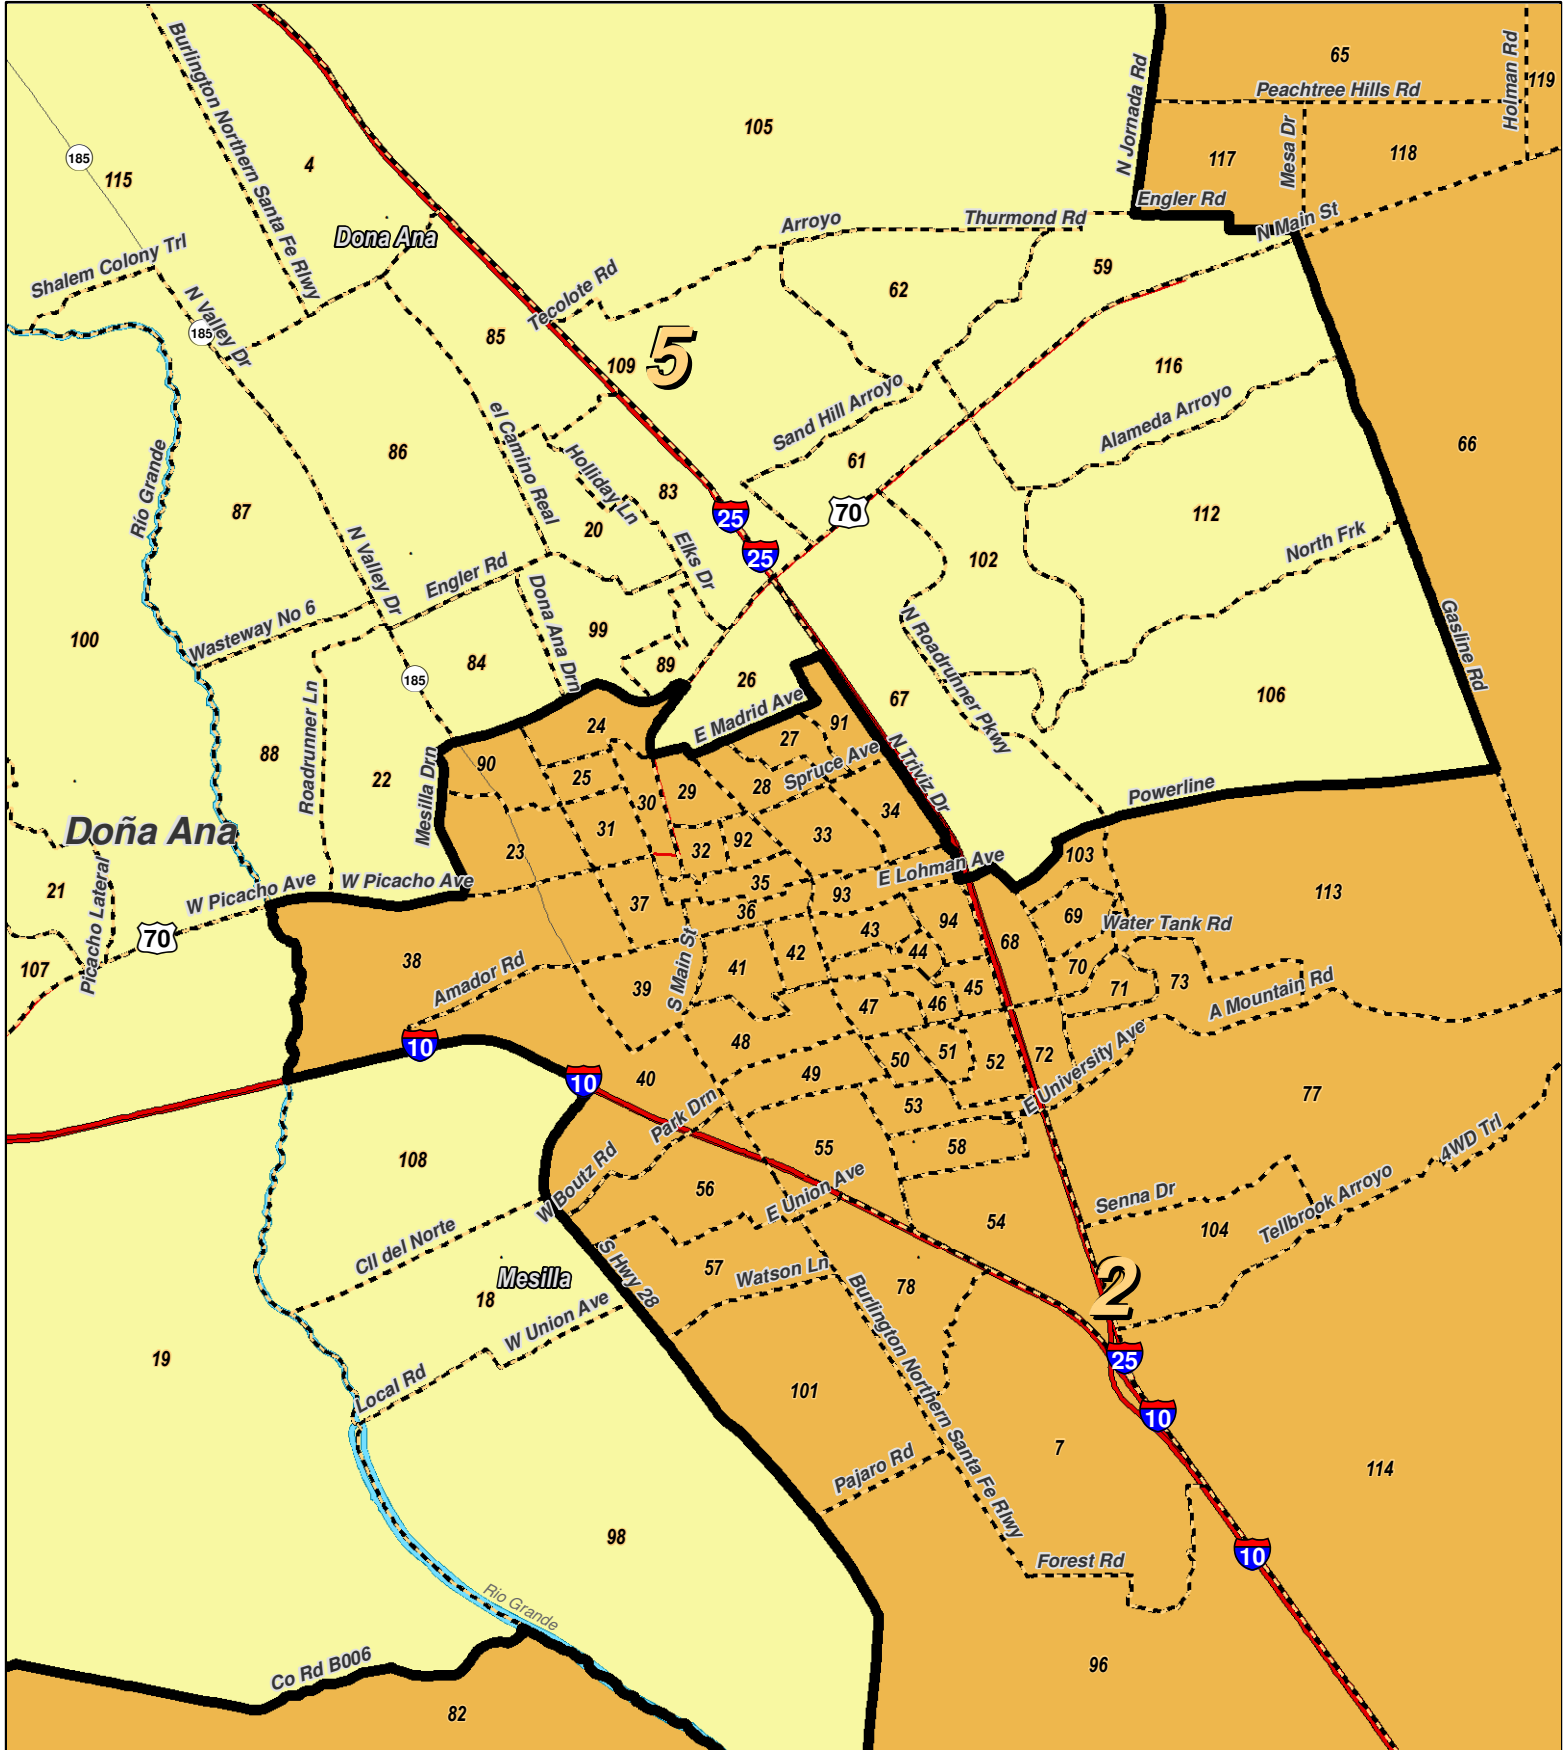 Burlington Northern Santa Fe Rlwy
N Jornada Rd
65
Holman Rd
119
Peachtree Hills Rd
105
Mesa Dr
117
118
185
115
4
Engler Rd
Dona Ana
Arroyo
Thurmond Rd
N Main St
Shalem Colony Trl
59
62
N Valley Dr
185
Tecolote Rd
85
109
5
116
Sand Hill Arroyo
Alameda Arroyo
66
el Camino Real
86
61
Rio Grande
Holliday Ln
83
87
25
70
112
20
N Valley Dr
25
102
North Frk
Elks Dr
Engler Rd
Dona Ana Drn
Wasteway No 6
100
99
N Roadrunner Pkwy
Gasline Rd
84
89
185
26
67
106
Roadrunner Ln
E Madrid Ave
88
22
Mesilla Drn
24
91
27
90
25
28
Spruce Ave
N Triviz Dr
29
30
Powerline
34
31
33
Doña Ana
92
32
23
103
E Lohman Ave
21
Picacho Lateral
W Picacho Ave
W Picacho Ave
35
93
113
37
36
94
69
Water Tank Rd
70
43
68
42
44
38
Amador Rd
S Main St
41
107
70
39
45
71
73
A Mountain Rd
47
46
10
48
51
50
52
72
E University Ave
10
40
49
77
53
Park Drn
108
55
58
4WD Trl
W Boutz Rd
56
E Union Ave
Senna Dr
Cll del Norte
54
104
Tellbrook Arroyo
S Hwy 28
57
Watson Ln
Mesilla
78
2
18
W Union Ave
Burlington Northern Santa Fe Rlwy
19
25
Local Rd
101
10
7
Pajaro Rd
114
98
10
Forest Rd
Rio Grande
Co Rd B006
96
82